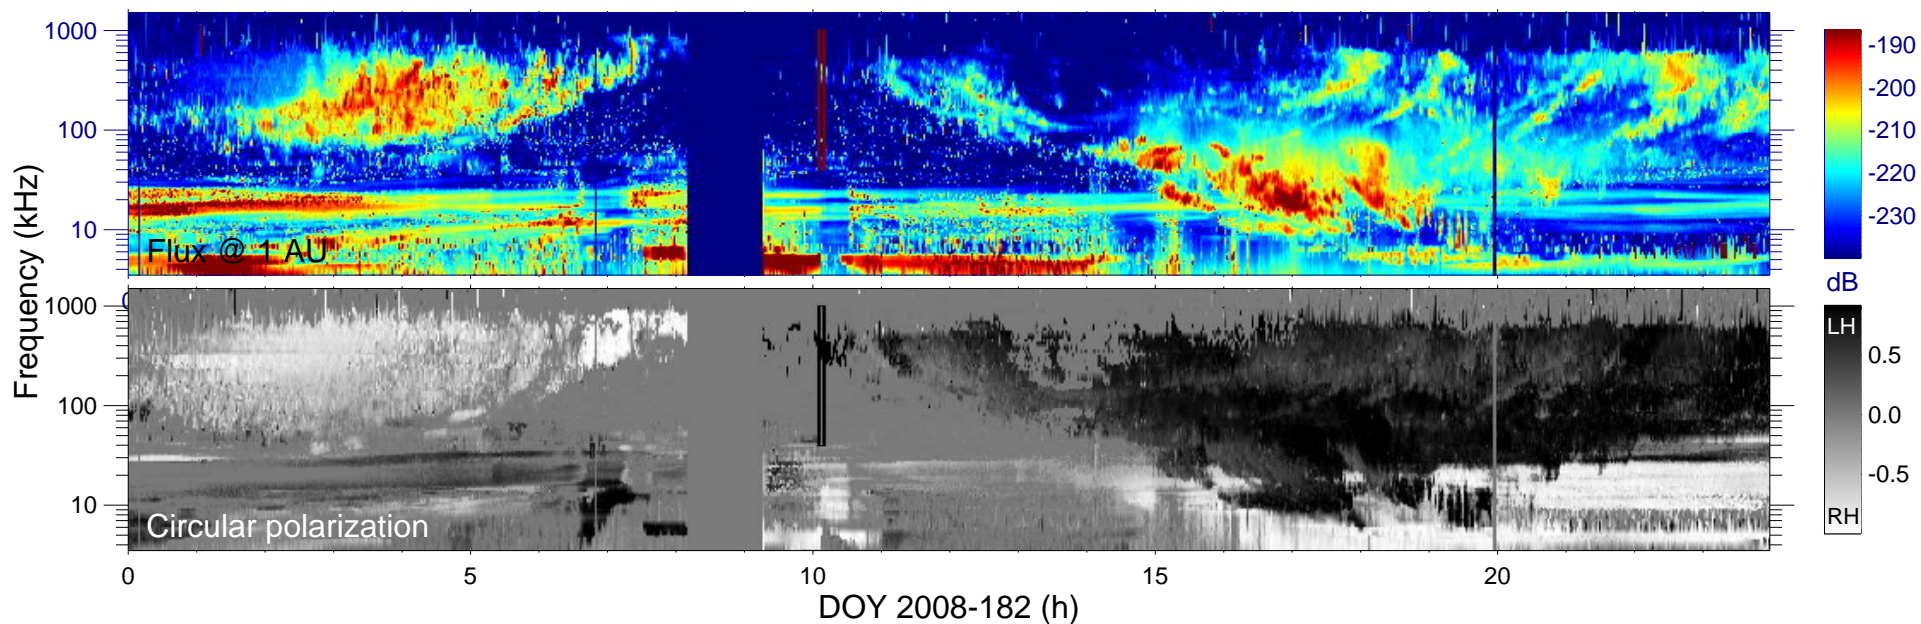 1000
100
10
Flux @ 1 AU
-190
-200
-210
-220
-230
dB
Frequency (kHz)
0
1000
100
10
Circular polarization
LH
0.5
0.0
-0.5
RH
0 5 10 15 20
DOY 2008-182 (h)